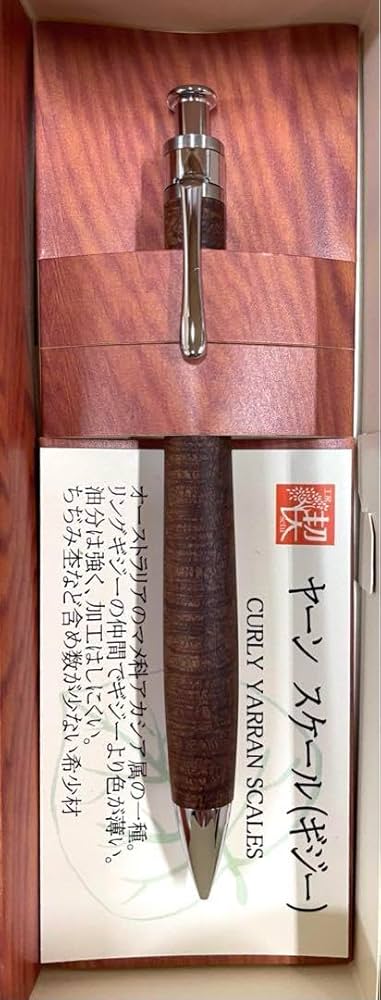 工房
楔
ヤーン スケール(ギジー)
CURLY YARRAN SCALES
オーストラリアのマメ科アカシア属の一種。
リングギジーの仲間でギジーより色が薄い。
油分は強く、加工はしにくい。
ちぢみ杢など含め数が少ない希少材